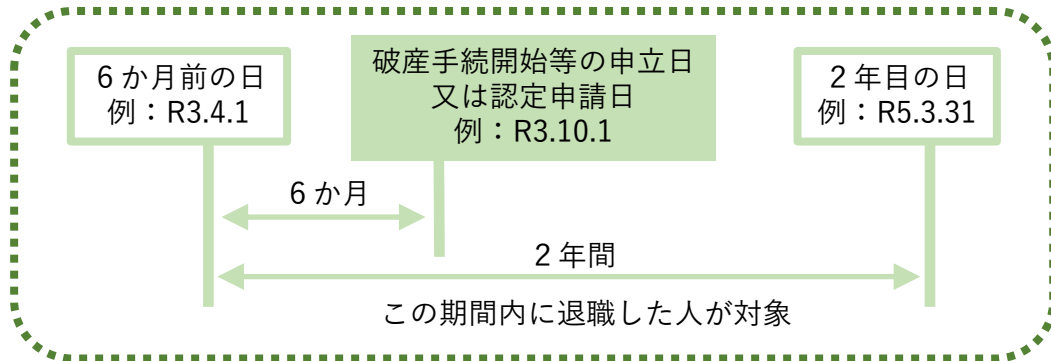 6か月前の日
例：R3.4.1
破産手続開始等の申立日
又は認定申請日
例：R3.10.1
2年目の日
例：R5.3.31
6か月
2年間
この期間内に退職した人が対象